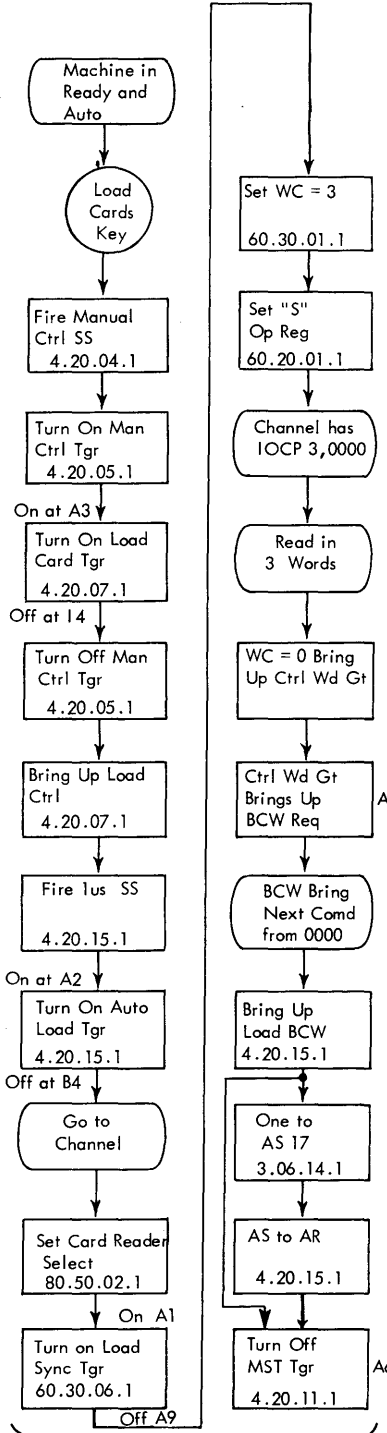 Machine in
Ready and
Auto
Load
Cards
Key
Fire Manual
Ctrl SS
4.20.04.1
Turn On Man
Ctrl Tgr
4.20.05.1
On at A3
Turn On Load
Card Tgr
4.20.07.1
Off at I4
Turn Off Man
Ctrl Tgr
4.20.05.1
Bring Up Load
Ctrl
4.20.07.1
Fire 1us SS
4.20.15.1
On at A2
Turn On Auto
Load Tgr
4.20.15.1
Off at B4
Go to
Channel
Set Card Reader
Select
80.50.02.1
On A1
Turn on Load
Sync Tgr
60.30.06.1
Off A9
Set WC = 3
60.30.01.1
Set "S"
Op Reg
60.20.01.1
Channel has
IOCP 3,0000
Read in
3 Words
WC = 0 Bring
Up Ctrl Wd Gt
Ctrl Wd Gt
Brings Up
BCW Req
BCW Bring
Next Comd
from 0000
Bring Up
Load BCW
4.20.15.1
One to
AS 17
3.06.14.1
AS to AR
4.20.15.1
Turn Off
MST Tgr
4.20.11.1